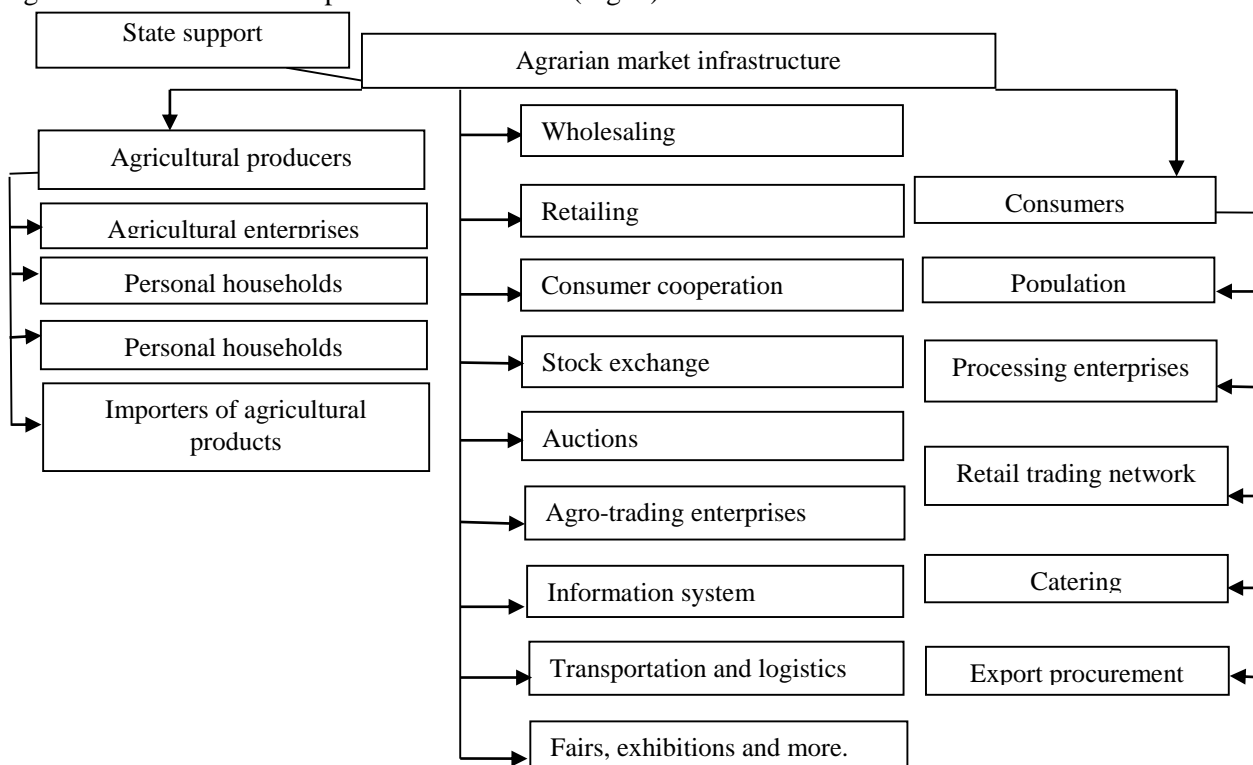 State support
Agrarian market infrastructure
Agricultural producers
Agricultural enterprises
Personal households
Personal households
Importers of agricultural
products
Wholesaling
Retailing
Consumer cooperation
Stock exchange
Auctions
Agro-trading enterprises
Information system
Transportation and logistics
Fairs, exhibitions and more.
Consumers
Population
Processing enterprises
Retail trading network
Catering
Export procurement